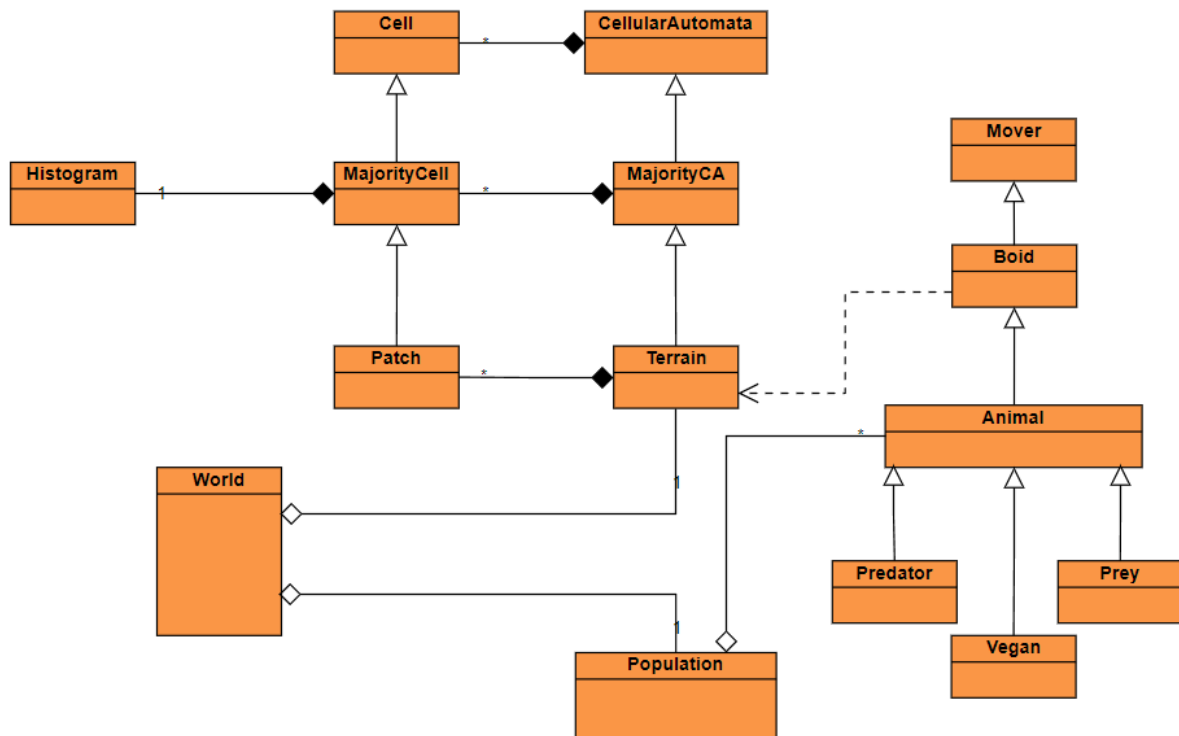 Cell
*
CellularAutomata
Mover
Histogram
1
MajorityCell
*
MajorityCA
Boid
Patch
*
Terrain
Animal
*
World
1
Predator
Prey
1
Vegan
Population